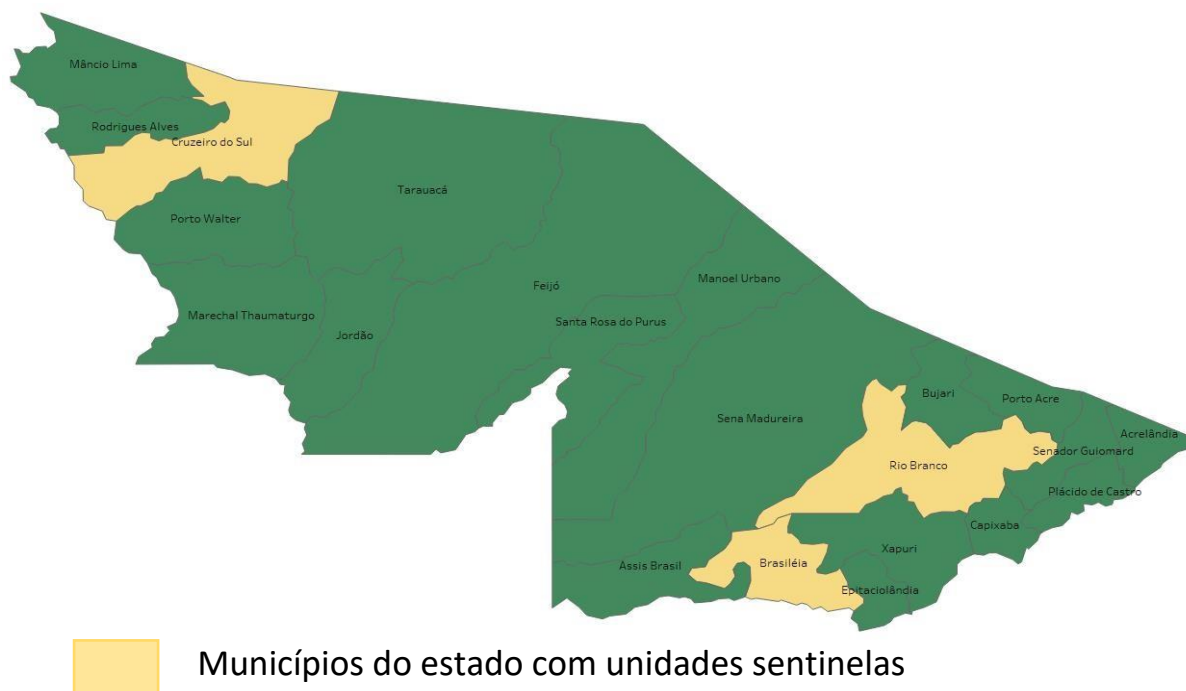 Mâncio Lima
Rodrigues Alves
Cruzeiro do Sul
Tarauacá
Porto Walter
Manoel Urbano
Feijó
Marechal Thaumaturgo
Santa Rosa do Purus
Jordão
Bujari
Porto Acre
Sena Madureira
Acrelândia
Senador Guiomard
Rio Branco
Plácido de Castro
Capixaba
Xapuri
Assis Brasil
Brasiléia
Epitaciolândia
Municípios do estado com unidades sentinelas